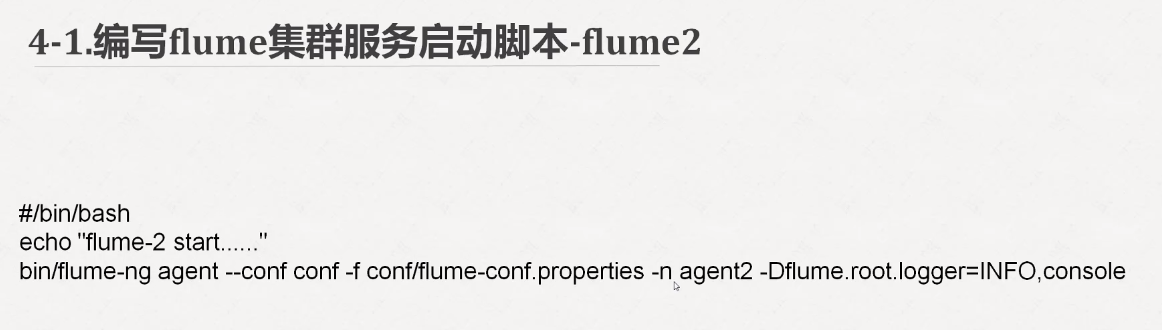 4-1.编写flume集群服务启动脚本-flume2
#/bin/bash
echo "flume-2 start......"
bin/flume-ng agent --conf conf -f conf/flume-conf.properties -n agent2 -Dflume.root.logger=INFO,console